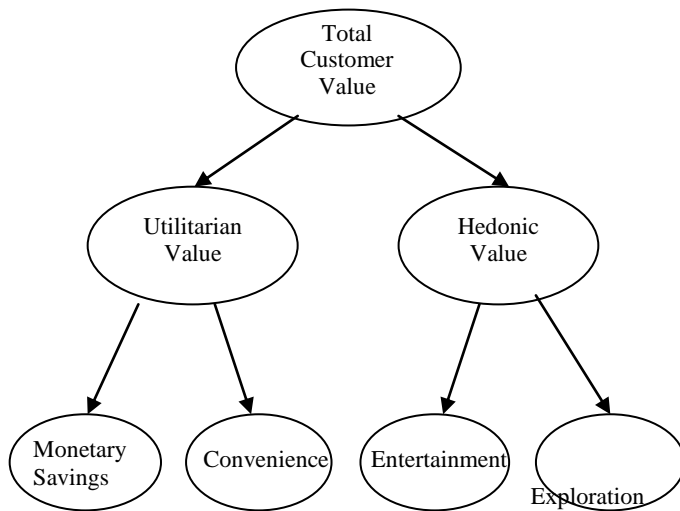 Total
Customer
Value
Utilitarian
Value
Hedonic
Value
Monetary
Savings
Convenience
Entertainment
Exploration